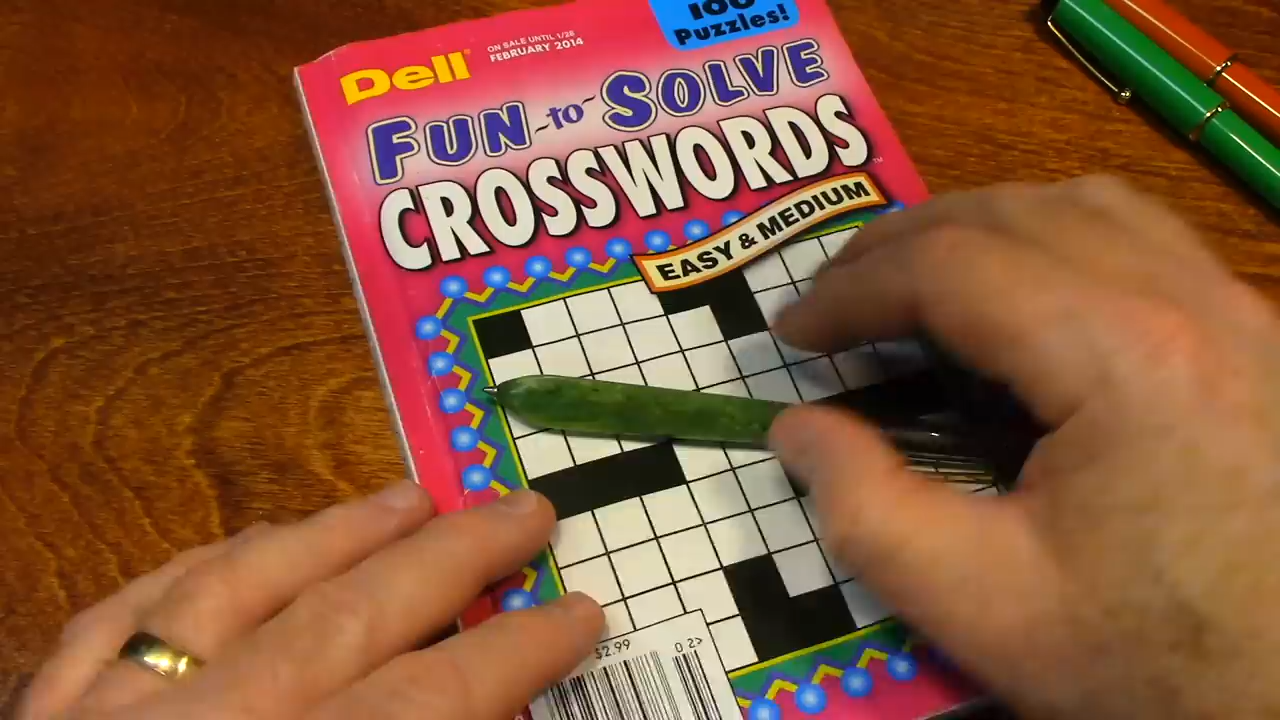 100
Puzzles!
Dell
ON SALE UNTIL 1/28
FEBRUARY 2014
FUN-to-SOLVE
CROSSWORDS™
EASY & MEDIUM
$2.99
0 2>